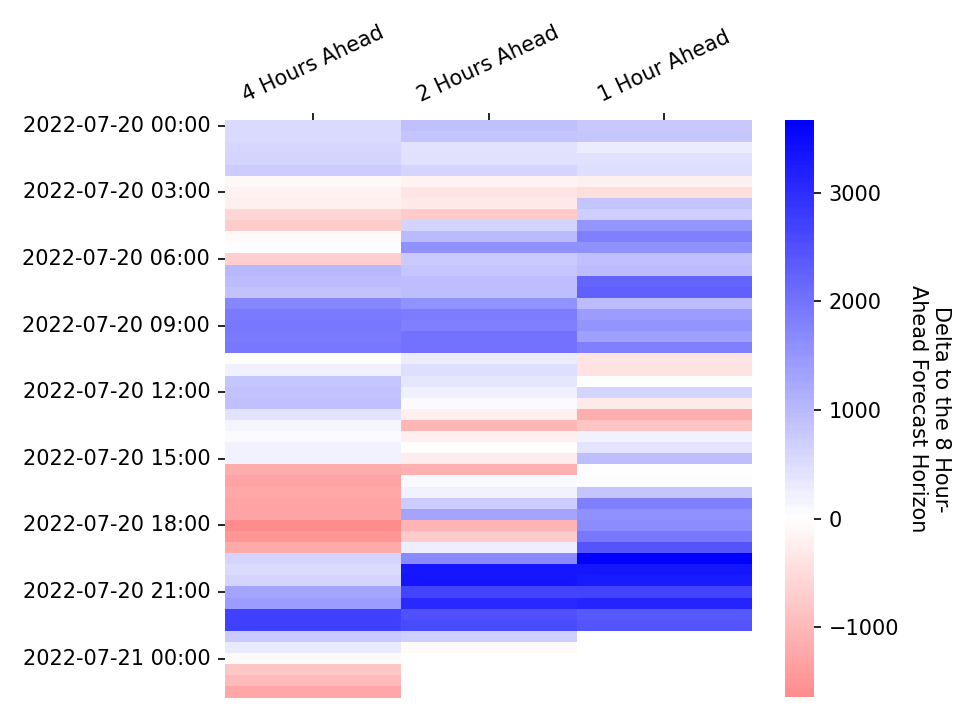 4 Hours Ahead
2 Hours Ahead
1 Hour Ahead
2022-07-20 00:00
2022-07-20 03:00
2022-07-20 06:00
2022-07-20 09:00
2022-07-20 12:00
2022-07-20 15:00
2022-07-20 18:00
2022-07-20 21:00
2022-07-21 00:00
3000
2000
1000
0
−1000
Delta to the 8 Hour-
Ahead Forecast Horizon